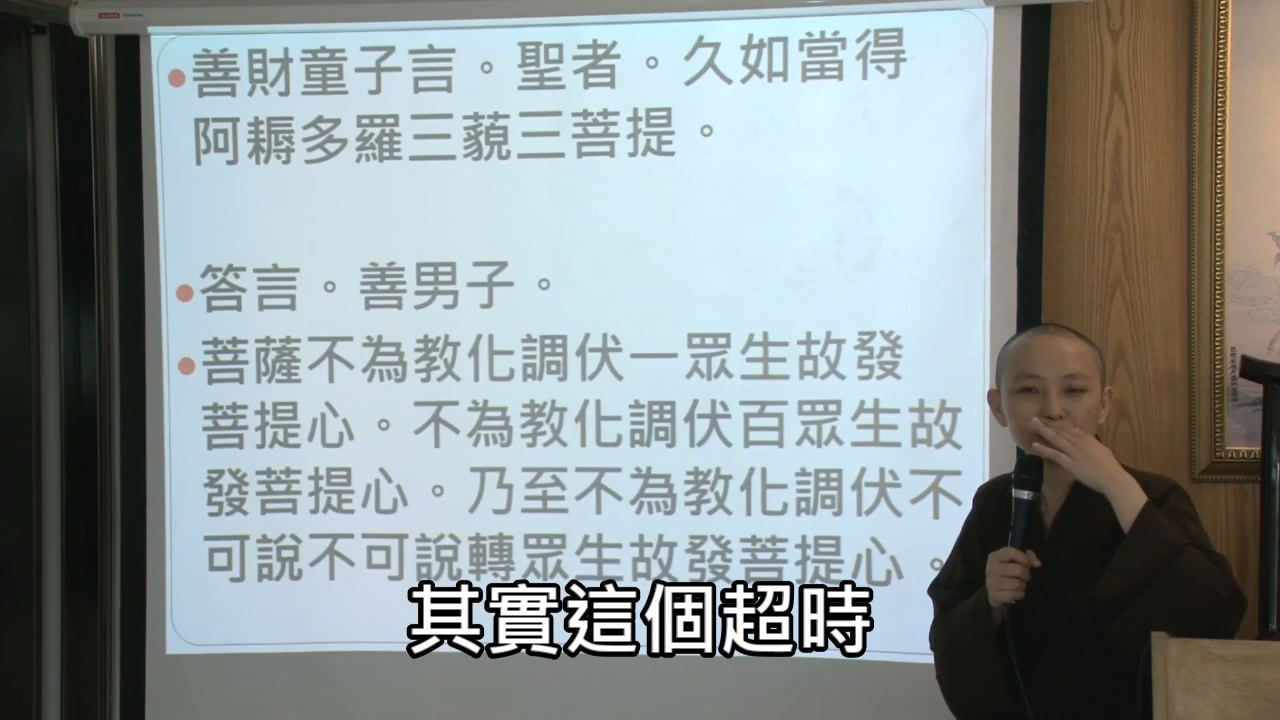 善財童子言。聖者。久如當得
阿耨多羅三藐三菩提。
答言。善男子。
菩薩不為教化調伏一眾生故發
菩提心。不為教化調伏百眾生故
發菩提心。乃至不為教化調伏不
可說不可說轉眾生故發菩提心。
其實這個超時